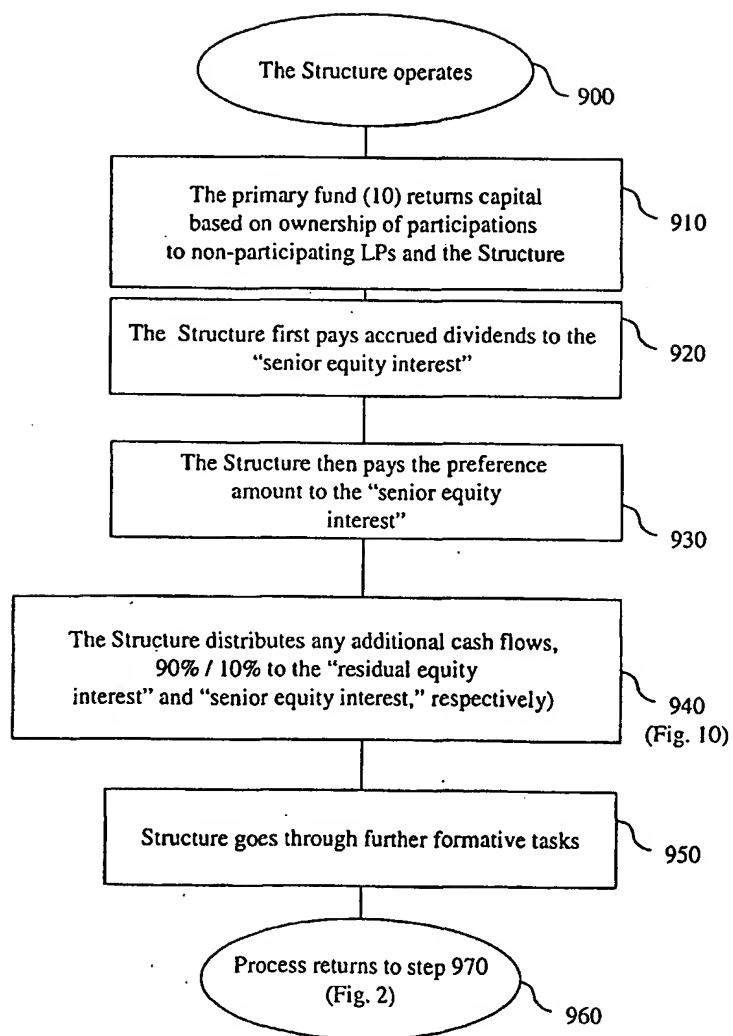 The Structure operates
900
The primary fund (10) returns capital
based on ownership of participations
to non-participating LPs and the Structure
910
The Structure first pays accrued dividends to the
“senior equity interest”
920
The Structure then pays the preference
amount to the “senior equity
interest”
930
The Structure distributes any additional cash flows,
90% / 10% to the “residual equity
interest” and “senior equity interest,” respectively)
940
(Fig. 10)
Structure goes through further formative tasks
950
Process returns to step 970
(Fig. 2)
960